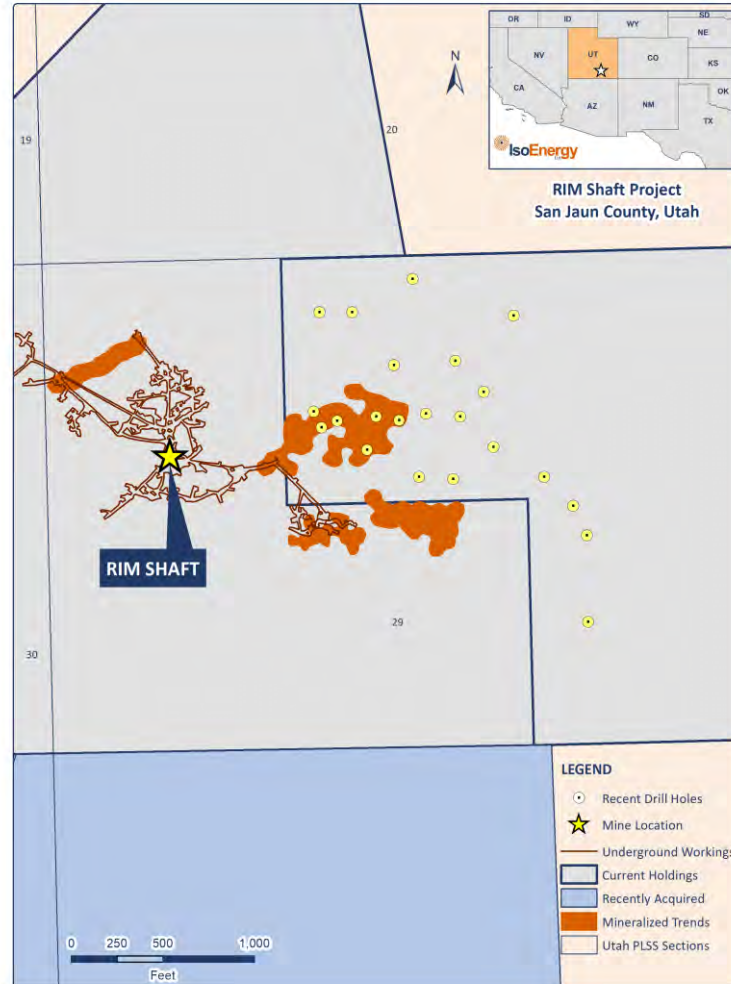 OR
ID
WY
SD
NE
NV
UT
CO
KS
CA
AZ
NM
OK
TX
IsoEnergy
N
RIM Shaft Project
San Jaun County, Utah
19
20
RIM SHAFT
29
30
LEGEND
Recent Drill Holes
Mine Location
Underground Workings
Current Holdings
Recently Acquired
Mineralized Trends
Utah PLSS Sections
0 250 500 1,000
Feet